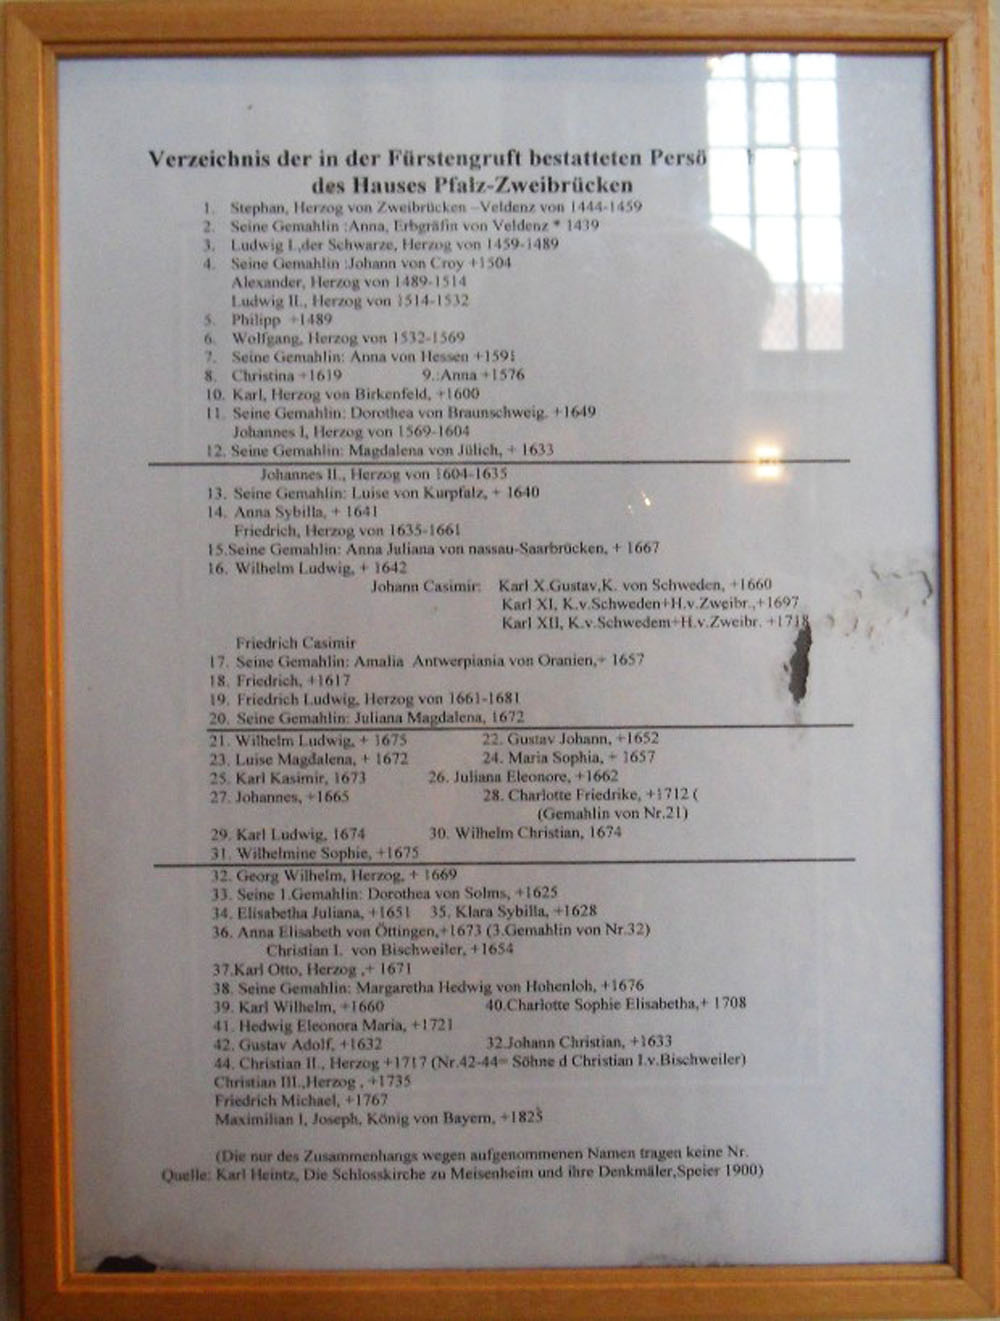 Verzeichnis der in der Fürstengruft bestatteten Persö
des Hauses Pfalz-Zweibrücken
1. Stephan, Herzog von Zweibrücken -Veldenz von 1444-1459
2. Seine Gemahlin :Anna, Erbgräfin von Veldenz * 1439
3. Ludwig I.,der Schwarze, Herzog von 1459-1489
4. Seine Gemahlin :Johann von Croy +1504
Alexander, Herzog von 1489-1514
Ludwig II., Herzog von 1514-1532
5. Philipp +1489
6. Wolfgang, Herzog von 1532-1569
7. Seine Gemahlin: Anna von Hessen +1591
8. Christina +1619 9.:Anna +1576
10. Karl, Herzog von Birkenfeld, +1600
11. Seine Gemahlin: Dorothea von Braunschweig, +1649
Johannes I, Herzog von 1569-1604
12. Seine Gemahlin: Magdalena von Jülich, + 1633
Johannes II., Herzog von 1604-1635
13. Seine Gemahlin: Luise von Kurpfalz, + 1640
14. Anna Sybilla, + 1641
Friedrich, Herzog von 1635-1661
15.Seine Gemahlin: Anna Juliana von nassau-Saarbrücken, + 1667
16. Wilhelm Ludwig, + 1642
Johann Casimir: Karl X.Gustav,K. von Schweden, +1660
Karl XI, K.v.Schweden+H.v.Zweibr.,+1697
Karl XII, K.v.Schwedem+H.v.Zweibr. +1718
Friedrich Casimir
17. Seine Gemahlin: Amalia Antwerpiania von Oranien,+ 1657
18. Friedrich, +1617
19. Friedrich Ludwig, Herzog von 1661-1681
20. Seine Gemahlin: Juliana Magdalena, 1672
21. Wilhelm Ludwig, + 1675 22. Gustav Johann, +1652
23. Luise Magdalena, + 1672 24. Maria Sophia, + 1657
25. Karl Kasimir, 1673 26. Juliana Eleonore, +1662
27. Johannes, +1665 28. Charlotte Friedrike, +1712 (
(Gemahlin von Nr.21)
29. Karl Ludwig, 1674 30. Wilhelm Christian, 1674
31. Wilhelmine Sophie, +1675
32. Georg Wilhelm, Herzog, + 1669
33. Seine 1.Gemahlin: Dorothea von Solms, +1625
34. Elisabetha Juliana, +1651 35. Klara Sybilla, +1628
36. Anna Elisabeth von Öttingen,+1673 (3.Gemahlin von Nr.32)
Christian I. von Bischweiler, +1654
37.Karl Otto, Herzog ,+ 1671
38. Seine Gemahlin: Margaretha Hedwig von Hohenloh, +1676
39. Karl Wilhelm, +1660 40.Charlotte Sophie Elisabetha,+ 1708
41. Hedwig Eleonora Maria, +1721
42. Gustav Adolf, +1632 32.Johann Christian, +1633
44. Christian II., Herzog +1717 (Nr.42-44= Söhne d Christian I.v.Bischweiler)
Christian III.,Herzog , +1735
Friedrich Michael, +1767
Maximilian I, Joseph, König von Bayern, +1825
(Die nur des Zusammenhangs wegen aufgenommenen Namen tragen keine Nr.
Quelle: Karl Heintz, Die Schlosskirche zu Meisenheim und ihre Denkmäler,Speier 1900)